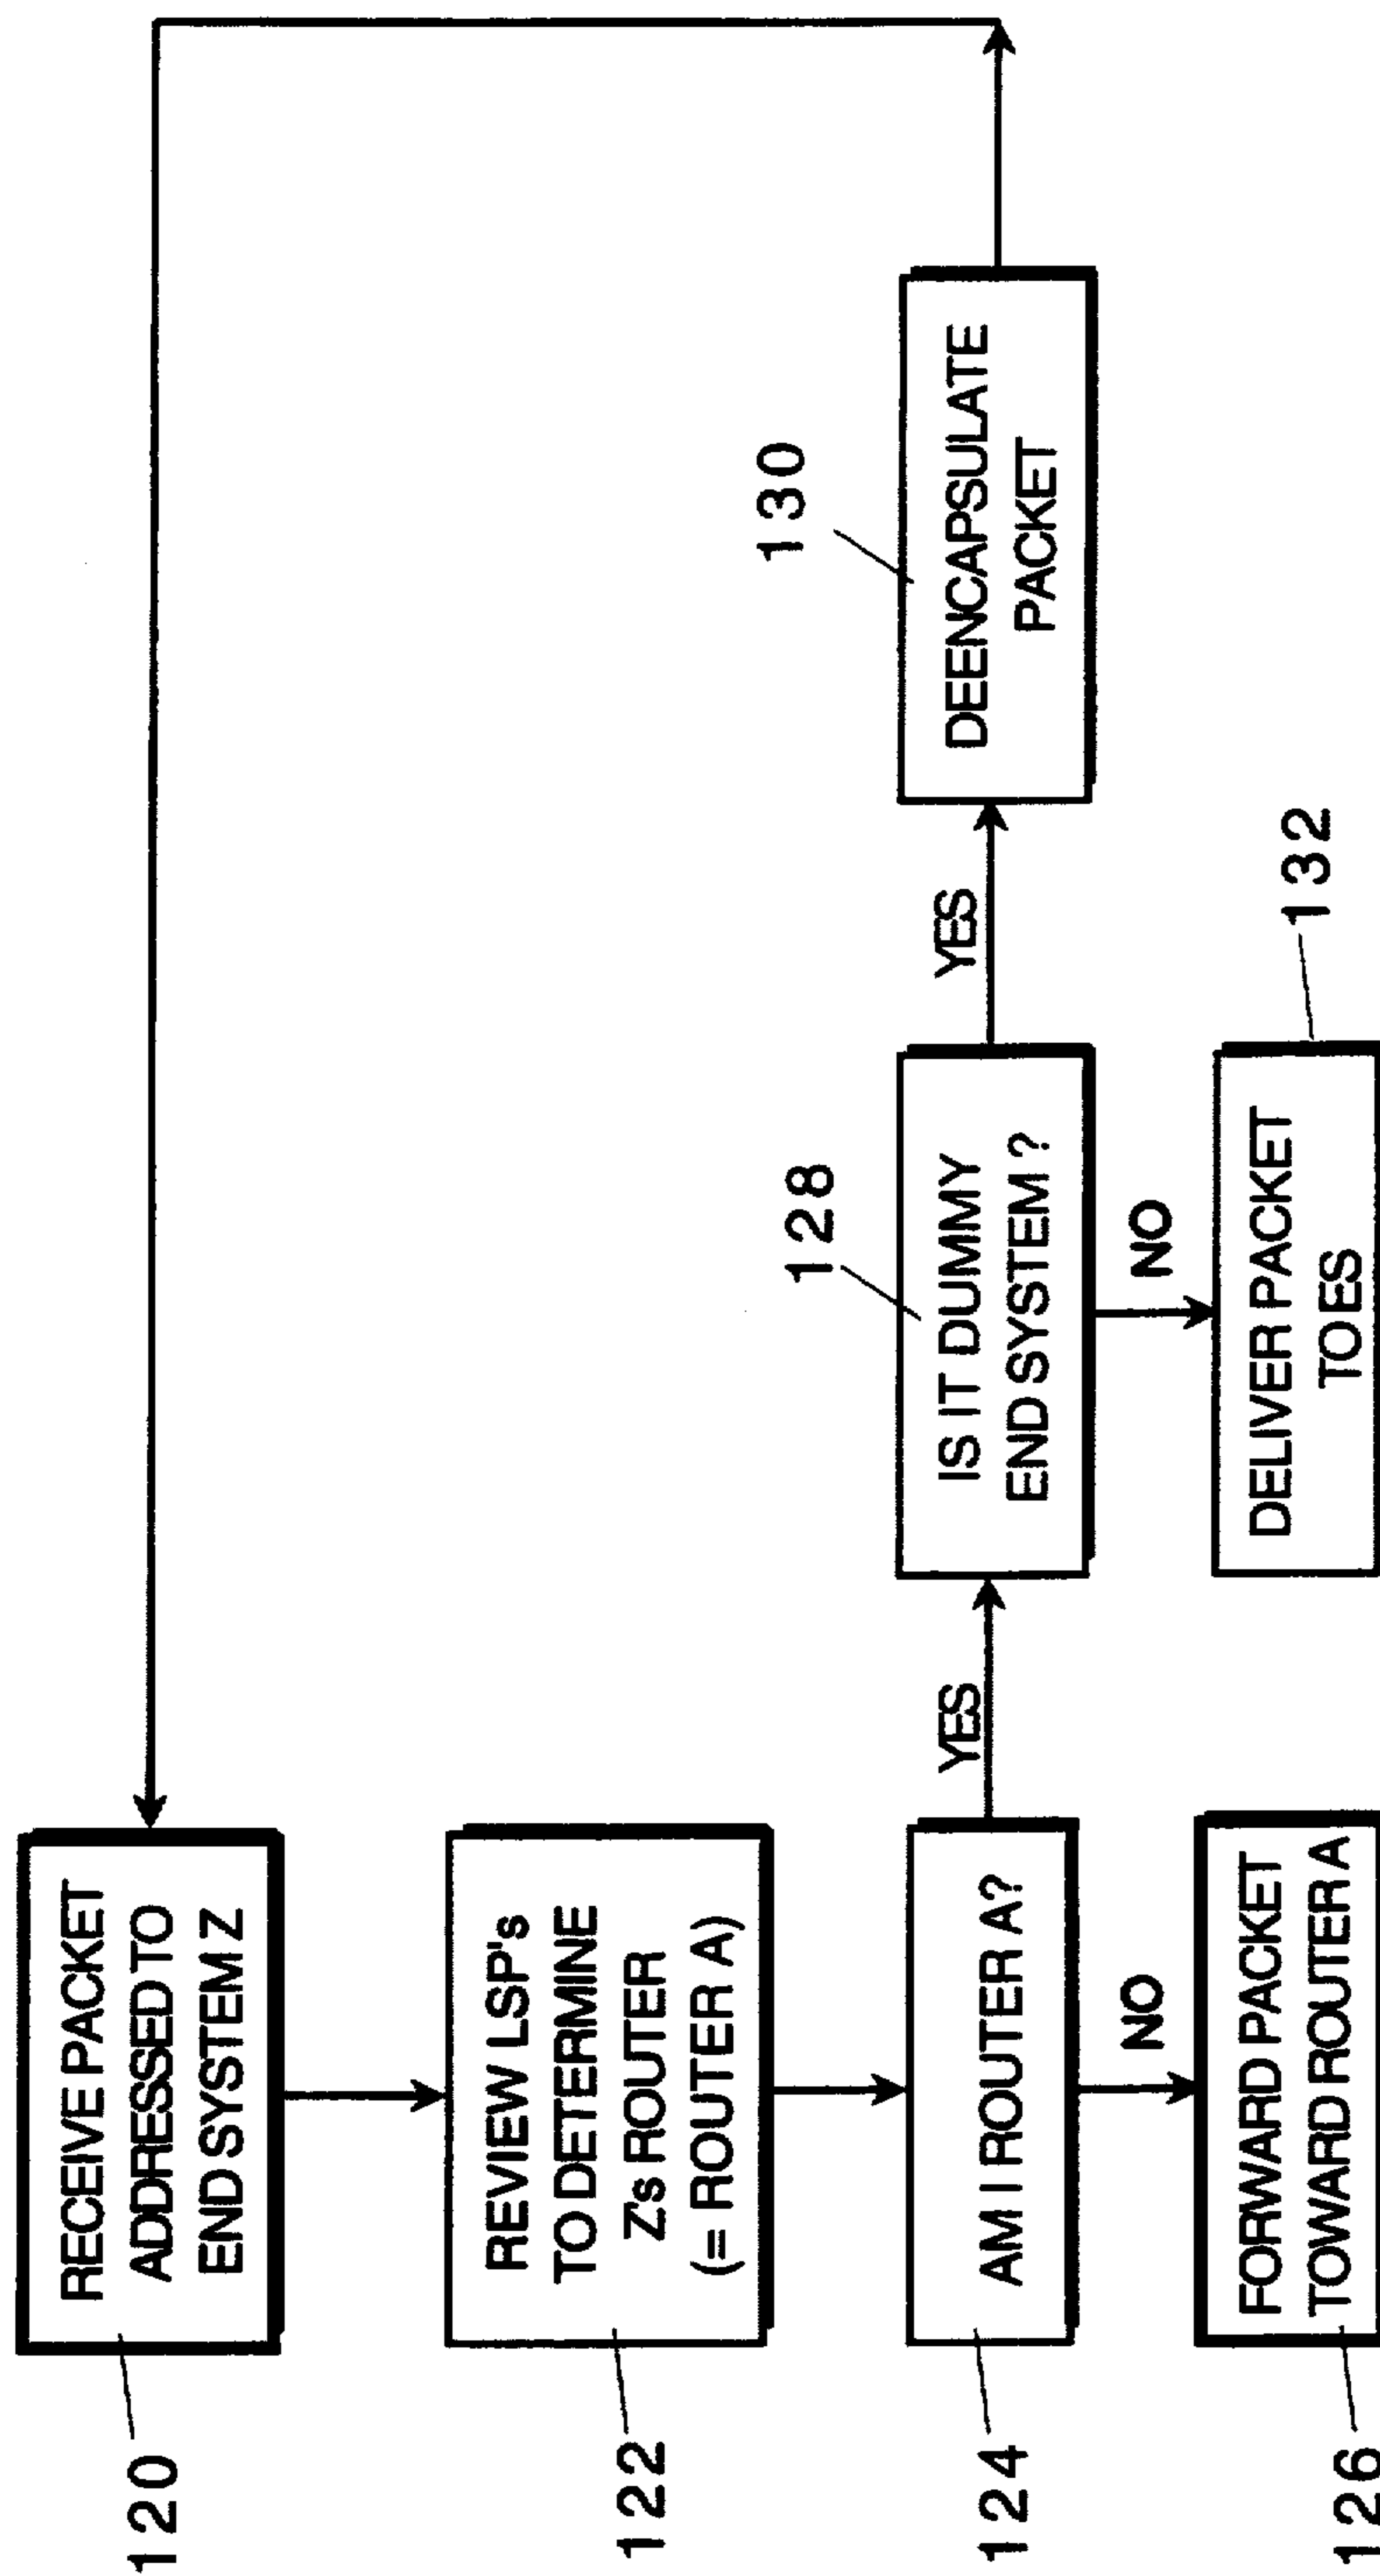 120
RECEIVE PACKET
ADDRESSED TO
END SYSTEM Z
122
REVIEW LSP's
TO DETERMINE
Z's ROUTER
(= ROUTER A)
124
AM I ROUTER A?
YES
NO
126
FORWARD PACKET
TOWARD ROUTER A
128
IS IT DUMMY
END SYSTEM ?
YES
NO
130
DEENCAPSULATE
PACKET
132
DELIVER PACKET
TO ES